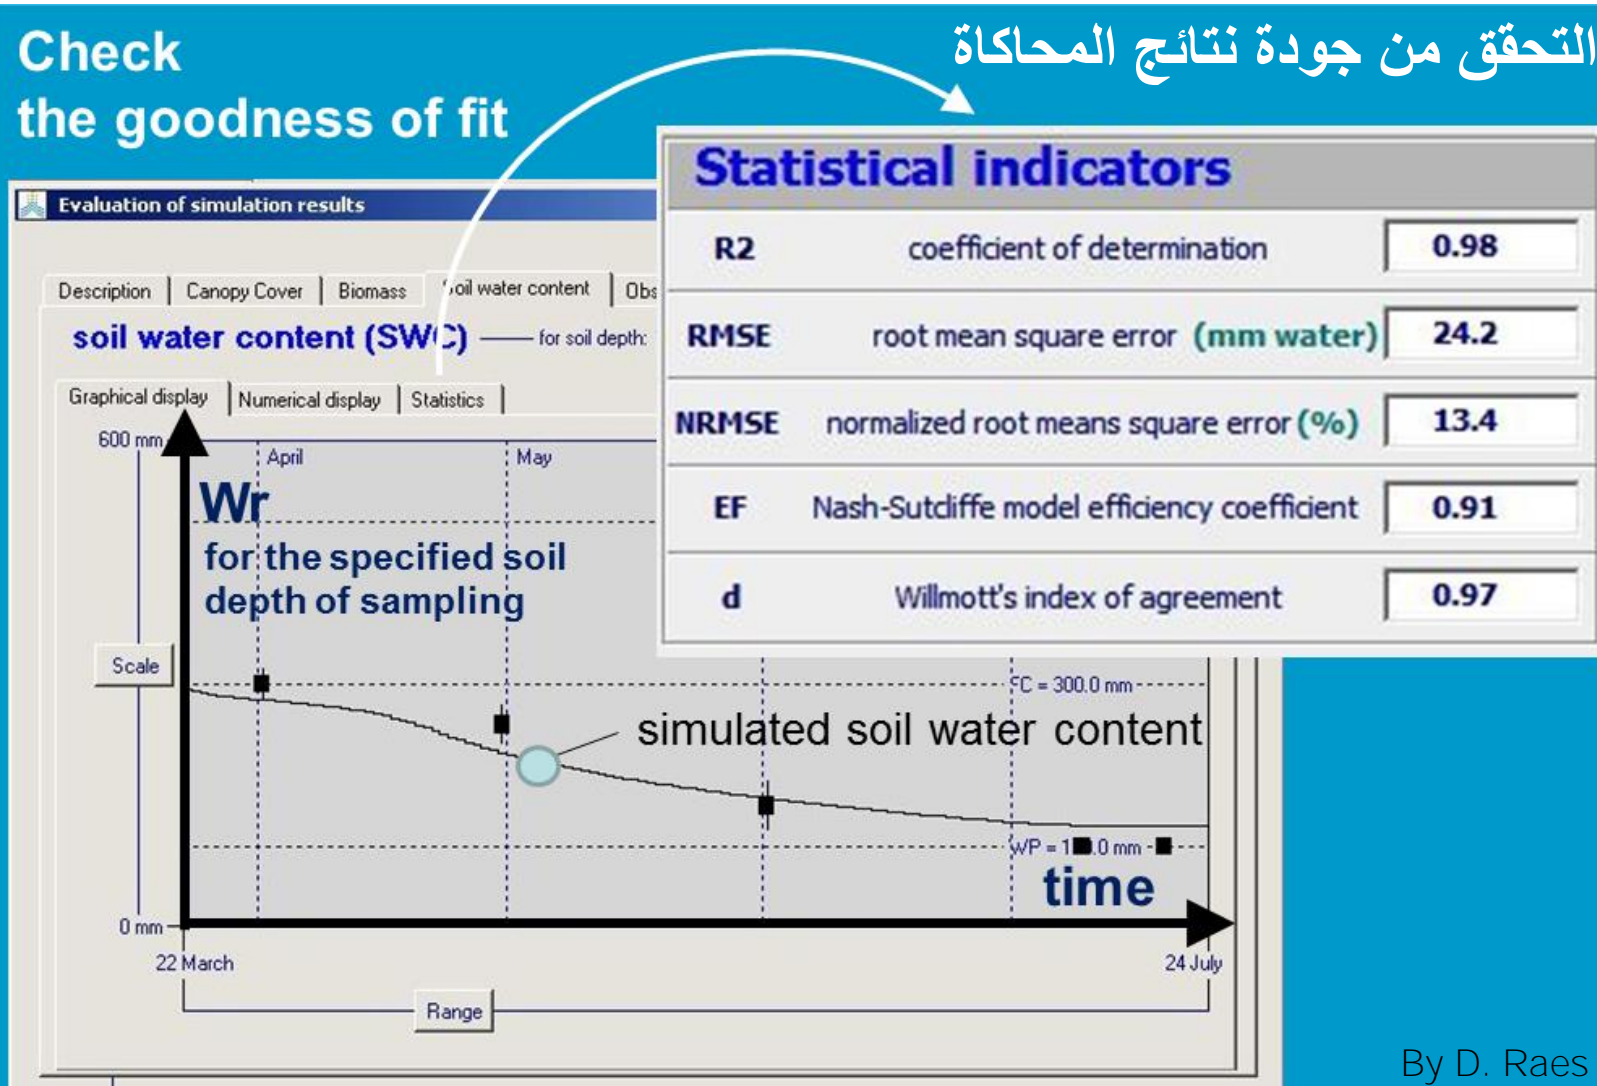 Check
the goodness of fit
التحقق من جودة نتائج المحاكاة
Statistical indicators
R2 coefficient of determination 0.98
RMSE root mean square error (mm water) 24.2
NRMSE normalized root means square error (%) 13.4
EF Nash-Sutcliffe model efficiency coefficient 0.91
d Willmott's index of agreement 0.97
Evaluation of simulation results
Description Canopy Cover Biomass Soil water content
soil water content (SWC) for soil depth:
Graphical display Numerical display Statistics
600 mm
April May
Wr
for the specified soil
depth of sampling
Scale
FC = 300.0 mm
simulated soil water content
WP =
time
0 mm
22 March 24 July
Range
By D. Raes